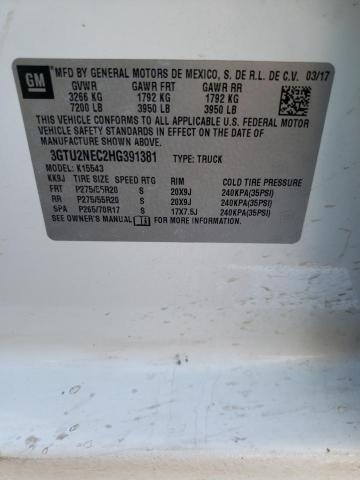 GM
MFD BY GENERAL MOTORS DE MEXICO, S. DE R.L. DE C.V. 03/17
GVWR GAWR FRT GAWR RR
3266 KG 1792 KG 1792 KG
7200 LB 3950 LB 3950 LB
THIS VEHICLE CONFORMS TO ALL APPLICABLE U.S. FEDERAL MOTOR
VEHICLE SAFETY STANDARDS IN EFFECT ON THE DATE OF
MANUFACTURE SHOWN ABOVE.
3GTU2NEC2HG391381 TYPE: TRUCK
MODEL: K15543
KK9J TIRE SIZE SPEED RTG RIM COLD TIRE PRESSURE
FRT P275/55R20 S 20X9J 240KPA(35PSI)
RR P275/55R20 S 20X9J 240KPA(35PSI)
SPA P265/70R17 S 17X7.5J 240KPA(35PSI)
SEE OWNER'S MANUAL FOR MORE INFORMATION.